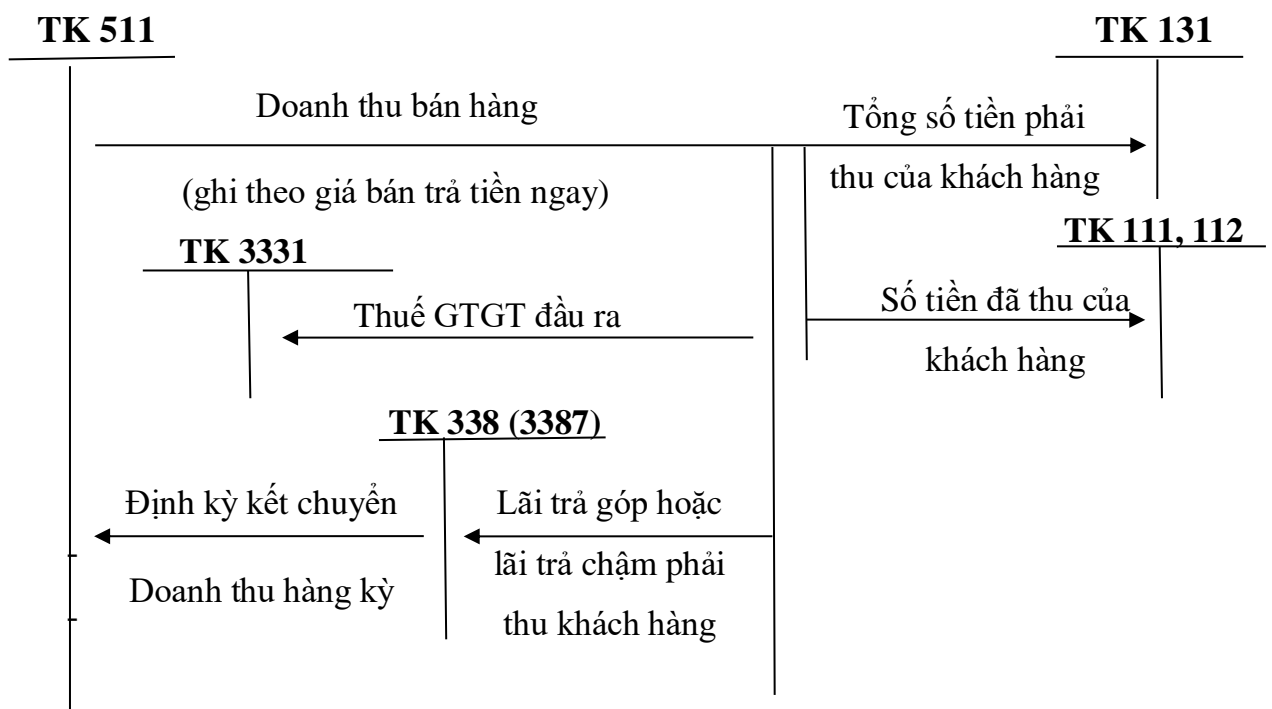 TK 511
TK 131
Doanh thu bán hàng
Tổng số tiền phải
thu của khách hàng
(ghi theo giá bán trả tiền ngay)
TK 111, 112
TK 3331
Số tiền đã thu của
khách hàng
Thuế GTGT đầu ra
TK 338 (3387)
Định kỳ kết chuyển
Doanh thu hàng kỳ
Lãi trả góp hoặc
lãi trả chậm phải
thu khách hàng